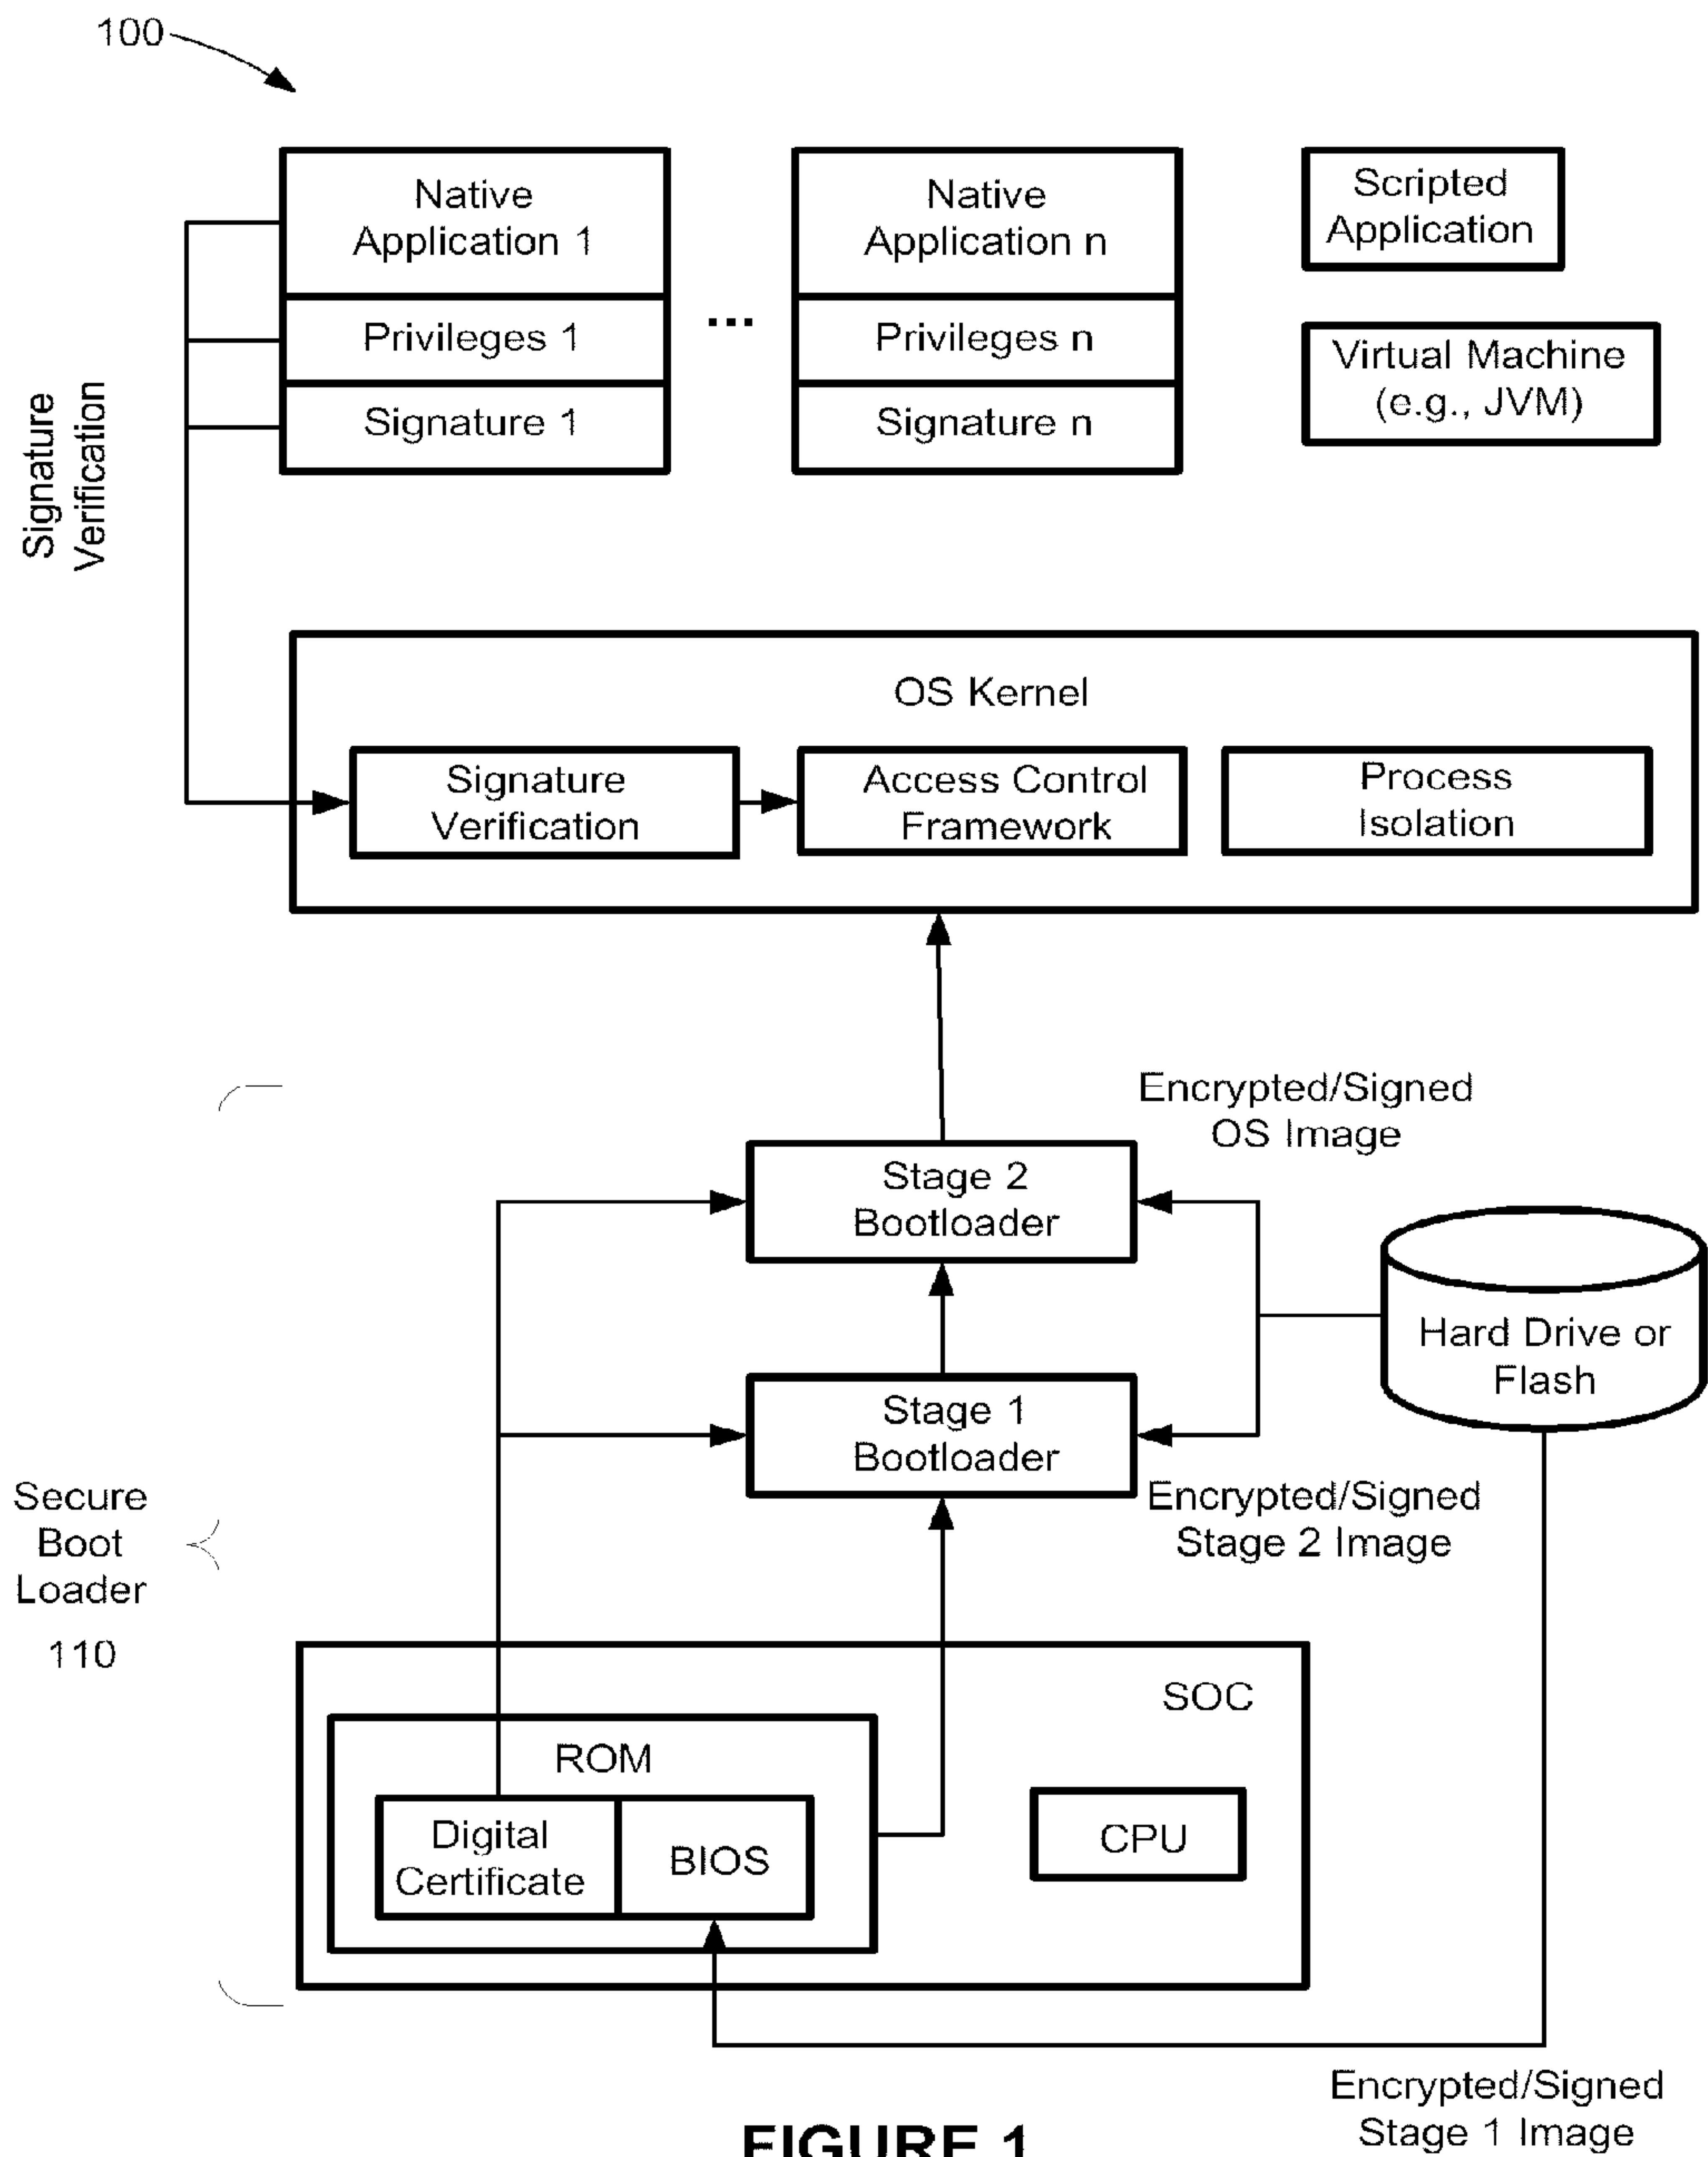 100
Native
Application 1
Privileges 1
Signature 1
...
Native
Application n
Privileges n
Signature n
Scripted
Application
Virtual Machine
(e.g., JVM)
Signature
Verification
OS Kernel
Signature
Verification
Access Control
Framework
Process
Isolation
Encrypted/Signed
OS Image
Stage 2
Bootloader
Hard Drive or
Flash
Stage 1
Bootloader
Encrypted/Signed
Stage 2 Image
Secure
Boot
Loader
110
SOC
ROM
Digital
Certificate
BIOS
CPU
Encrypted/Signed
Stage 1 Image
FIGURE 1